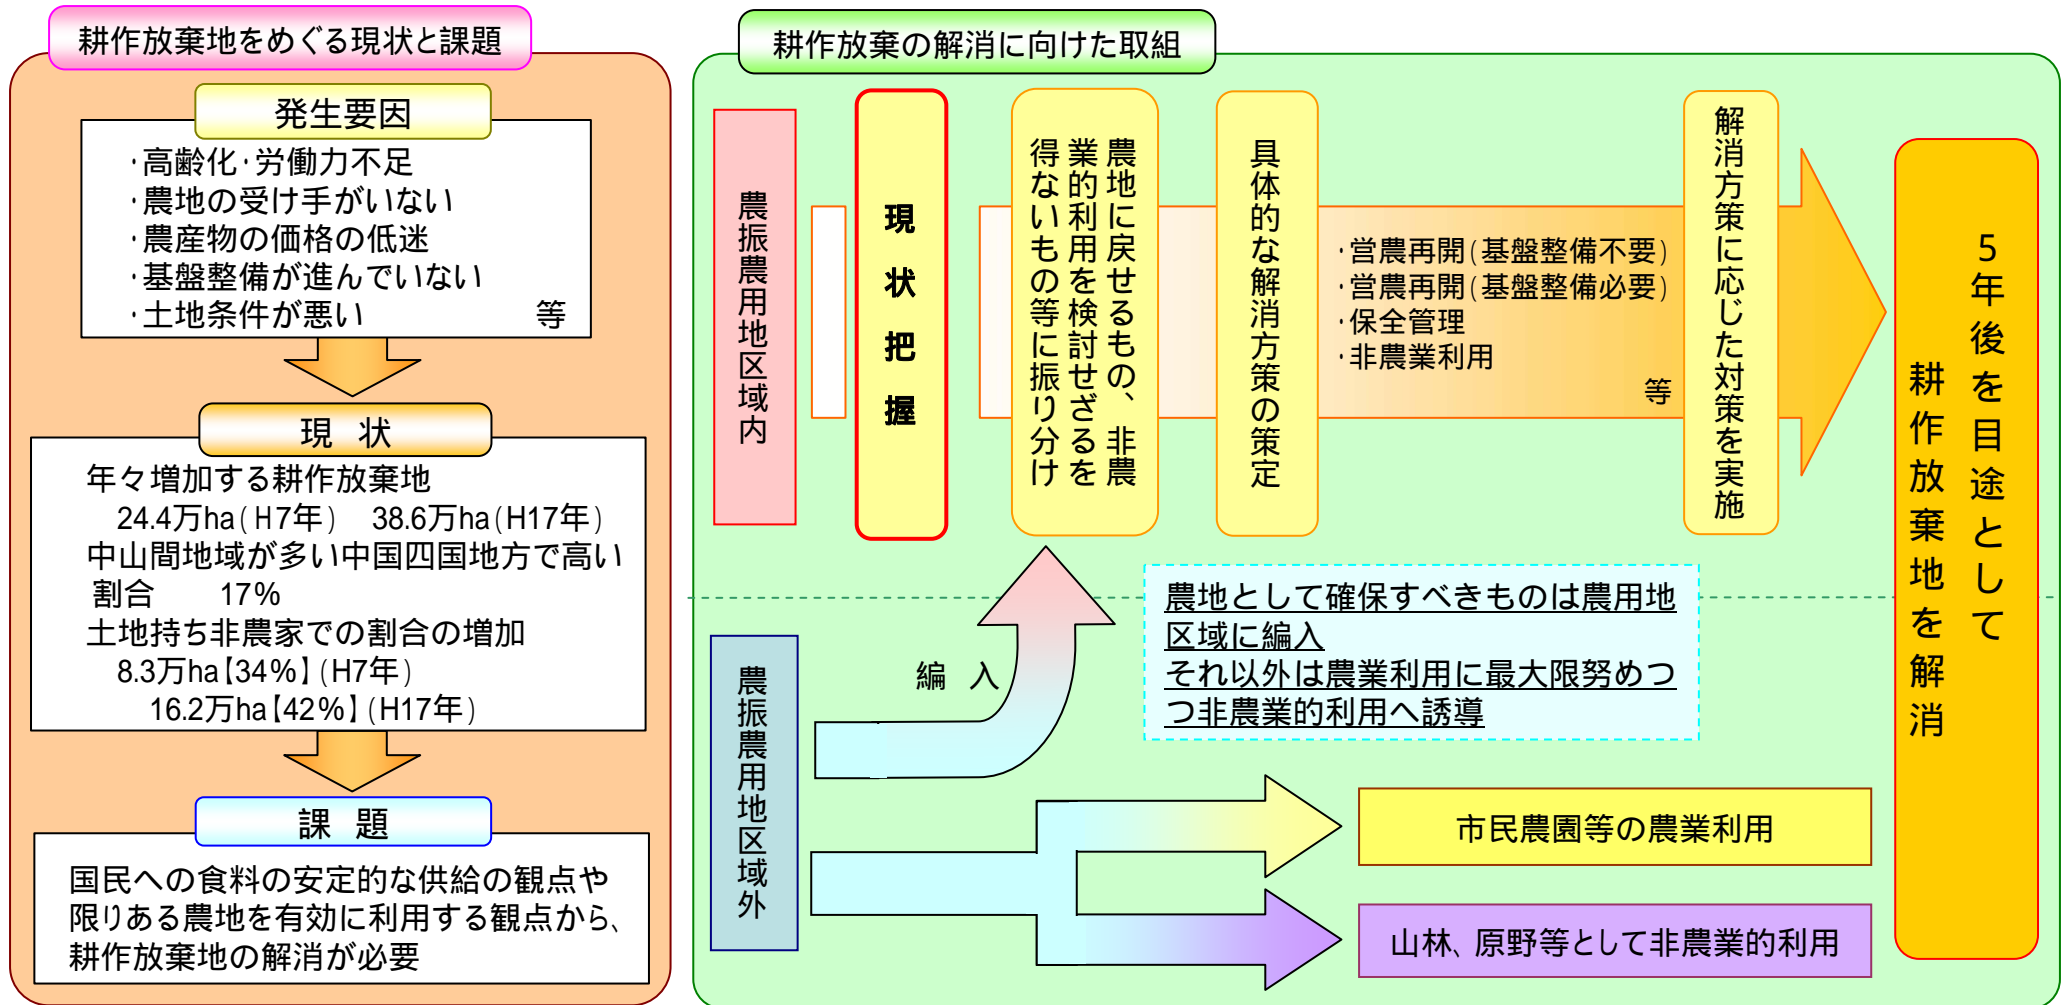 耕作放棄地をめぐる現状と課題
発生要因
・高齢化・労働力不足
・農地の受け手がいない
・農産物の価格の低迷
・基盤整備が進んでいない
・土地条件が悪い　等
現　状
年々増加する耕作放棄地
24.4万ha(H7年)　38.6万ha(H17年)
中山間地域が多い中国四国地方で高い
割合　17%
土地持ち非農家での割合の増加
8.3万ha【34%】(H7年)
16.2万ha【42%】(H17年)
課　題
国民への食料の安定的な供給の観点や
限りある農地を有効に利用する観点から、
耕作放棄地の解消が必要
耕作放棄の解消に向けた取組
農振農用地区域内
現状把握
農地に戻せるもの、非農
業的利用を検討せざるを
得ないもの等に振り分け
具体的な解消方策の策定
・営農再開(基盤整備不要)
・営農再開(基盤整備必要)
・保全管理
・非農業利用
等
解消方策に応じた対策を実施
5年後を目途として
耕作放棄地を解消
農振農用地区域外
編　入
農地として確保すべきものは農用地
区域に編入
それ以外は農業利用に最大限努めつ
つ非農業的利用へ誘導
市民農園等の農業利用
山林、原野等として非農業的利用